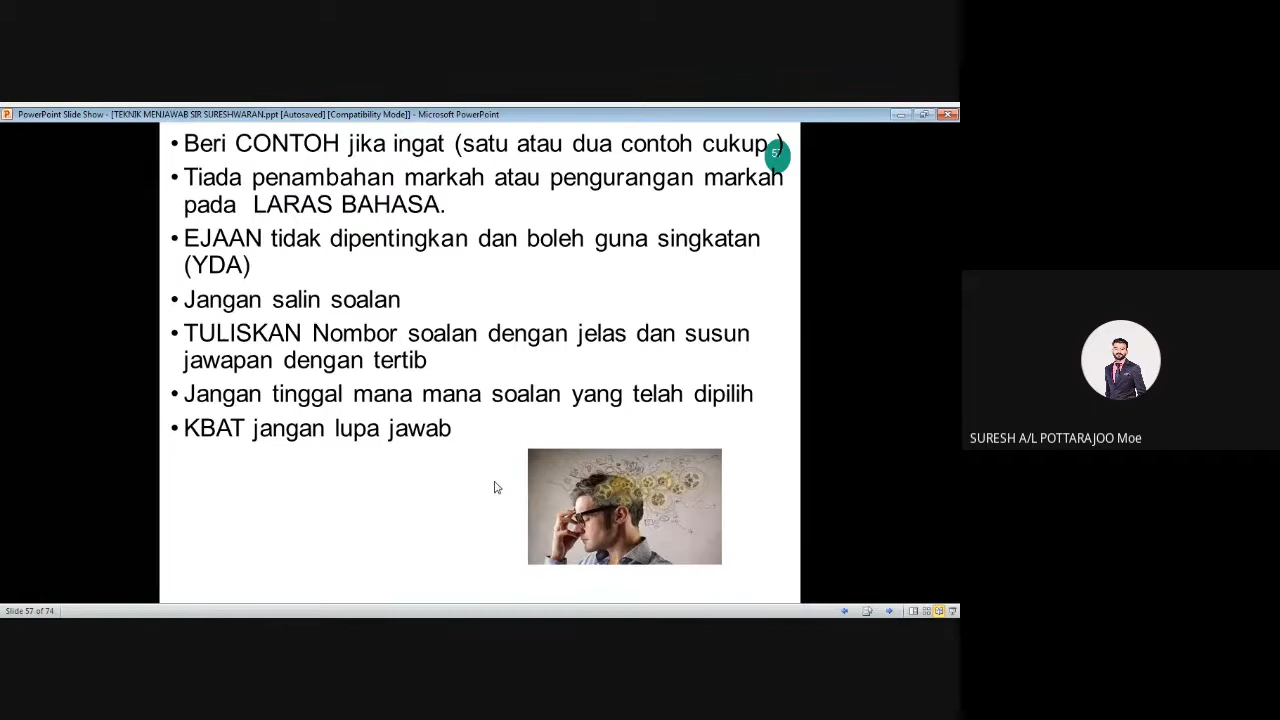 PowerPoint Slide Show - [TEKNIK MENJAWAB SIR SURESHWARAN.ppt [Autosaved] [Compatibility Mode]] - Microsoft PowerPoint
• Beri CONTOH jika ingat (satu atau dua contoh cukup )
57
• Tiada penambahan markah atau pengurangan markah
pada LARAS BAHASA.
• EJAAN tidak dipentingkan dan boleh guna singkatan
(YDA)
• Jangan salin soalan
• TULISKAN Nombor soalan dengan jelas dan susun
jawapan dengan tertib
• Jangan tinggal mana mana soalan yang telah dipilih
• KBAT jangan lupa jawab
SURESH A/L POTTARAJOO Moe
Slide 57 of 74